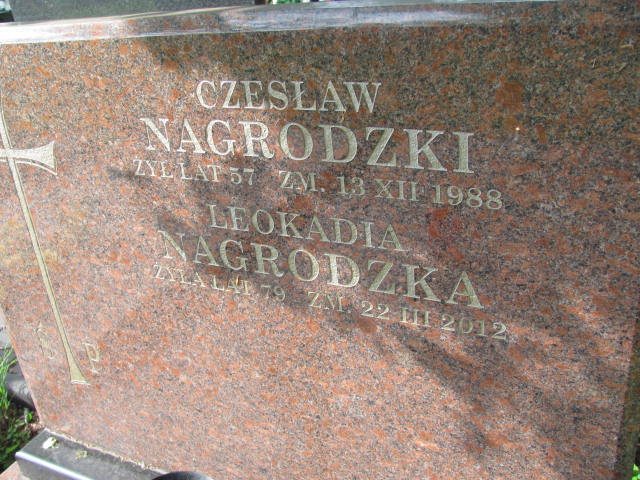 CZESŁAW
NAGRODZKI
ŻYŁ LAT 57 ZM. 13 XII 1988
LEOKADIA
NAGRODZKA
ŻYŁA LAT 79 ZM. 22 III 2012
Ś P